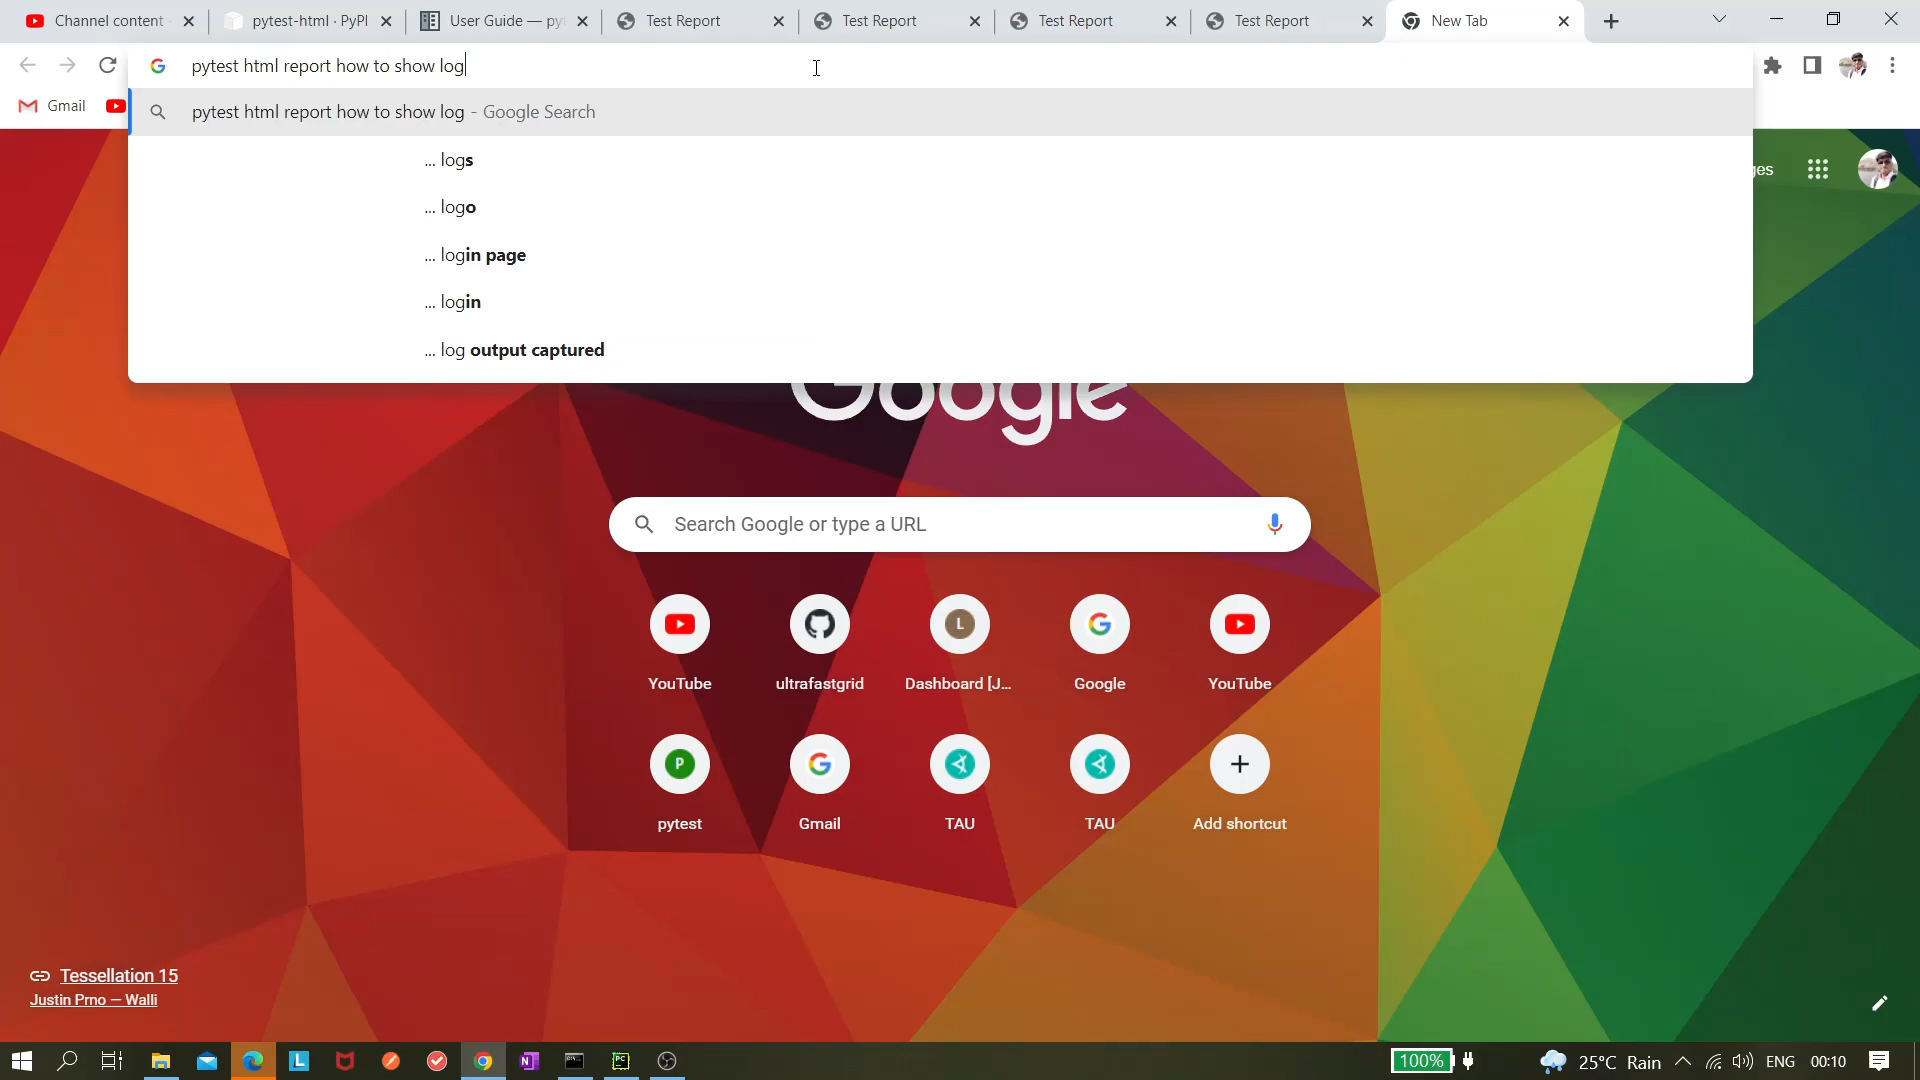 Channel content
pytest-html · PyPI
User Guide — py
Test Report
Test Report
Test Report
Test Report
New Tab
pytest html report how to show log
Gmail
pytest html report how to show log - Google Search
... logs
... logo
... login page
... login
... log output captured
Google
Search Google or type a URL
YouTube
ultrafastgrid
L
Dashboard [J...
Google
YouTube
P
pytest
Gmail
TAU
TAU
Add shortcut
Tessellation 15
Justin Prno — Walli
100%
25°C Rain
ENG
00:10